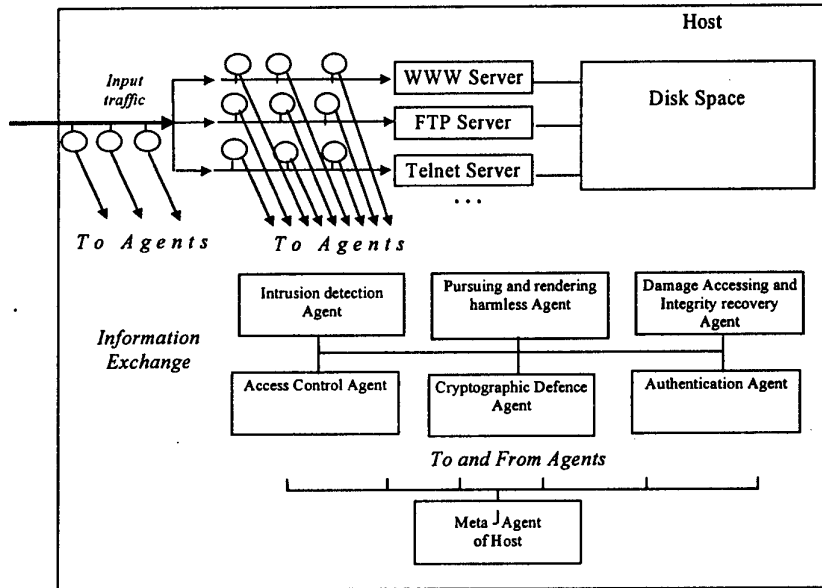 Host
Input
traffic
WWW Server
FTP Server
Telnet Server
...
Disk Space
To Agents
To Agents
Intrusion detection
Agent
Pursuing and rendering
harmless Agent
Damage Accessing and
Integrity recovery
Agent
Information
Exchange
Access Control Agent
Cryptographic Defence
Agent
Authentication Agent
To and From Agents
Meta Agent
of Host